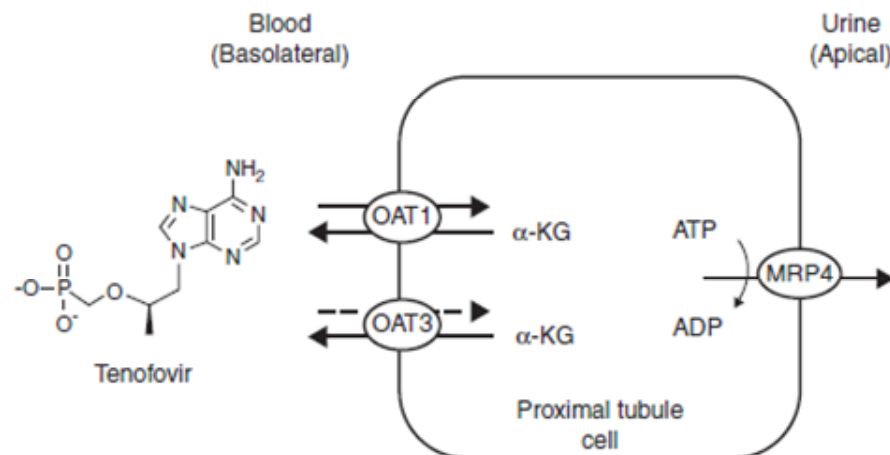 Blood
(Basolateral)
Urine
(Apical)
NH₂
N
N
N
N
O
-O-P
O
O-
Tenofovir
OAT1
α-KG
OAT3
α-KG
ATP
ADP
MRP4
Proximal tubule
cell